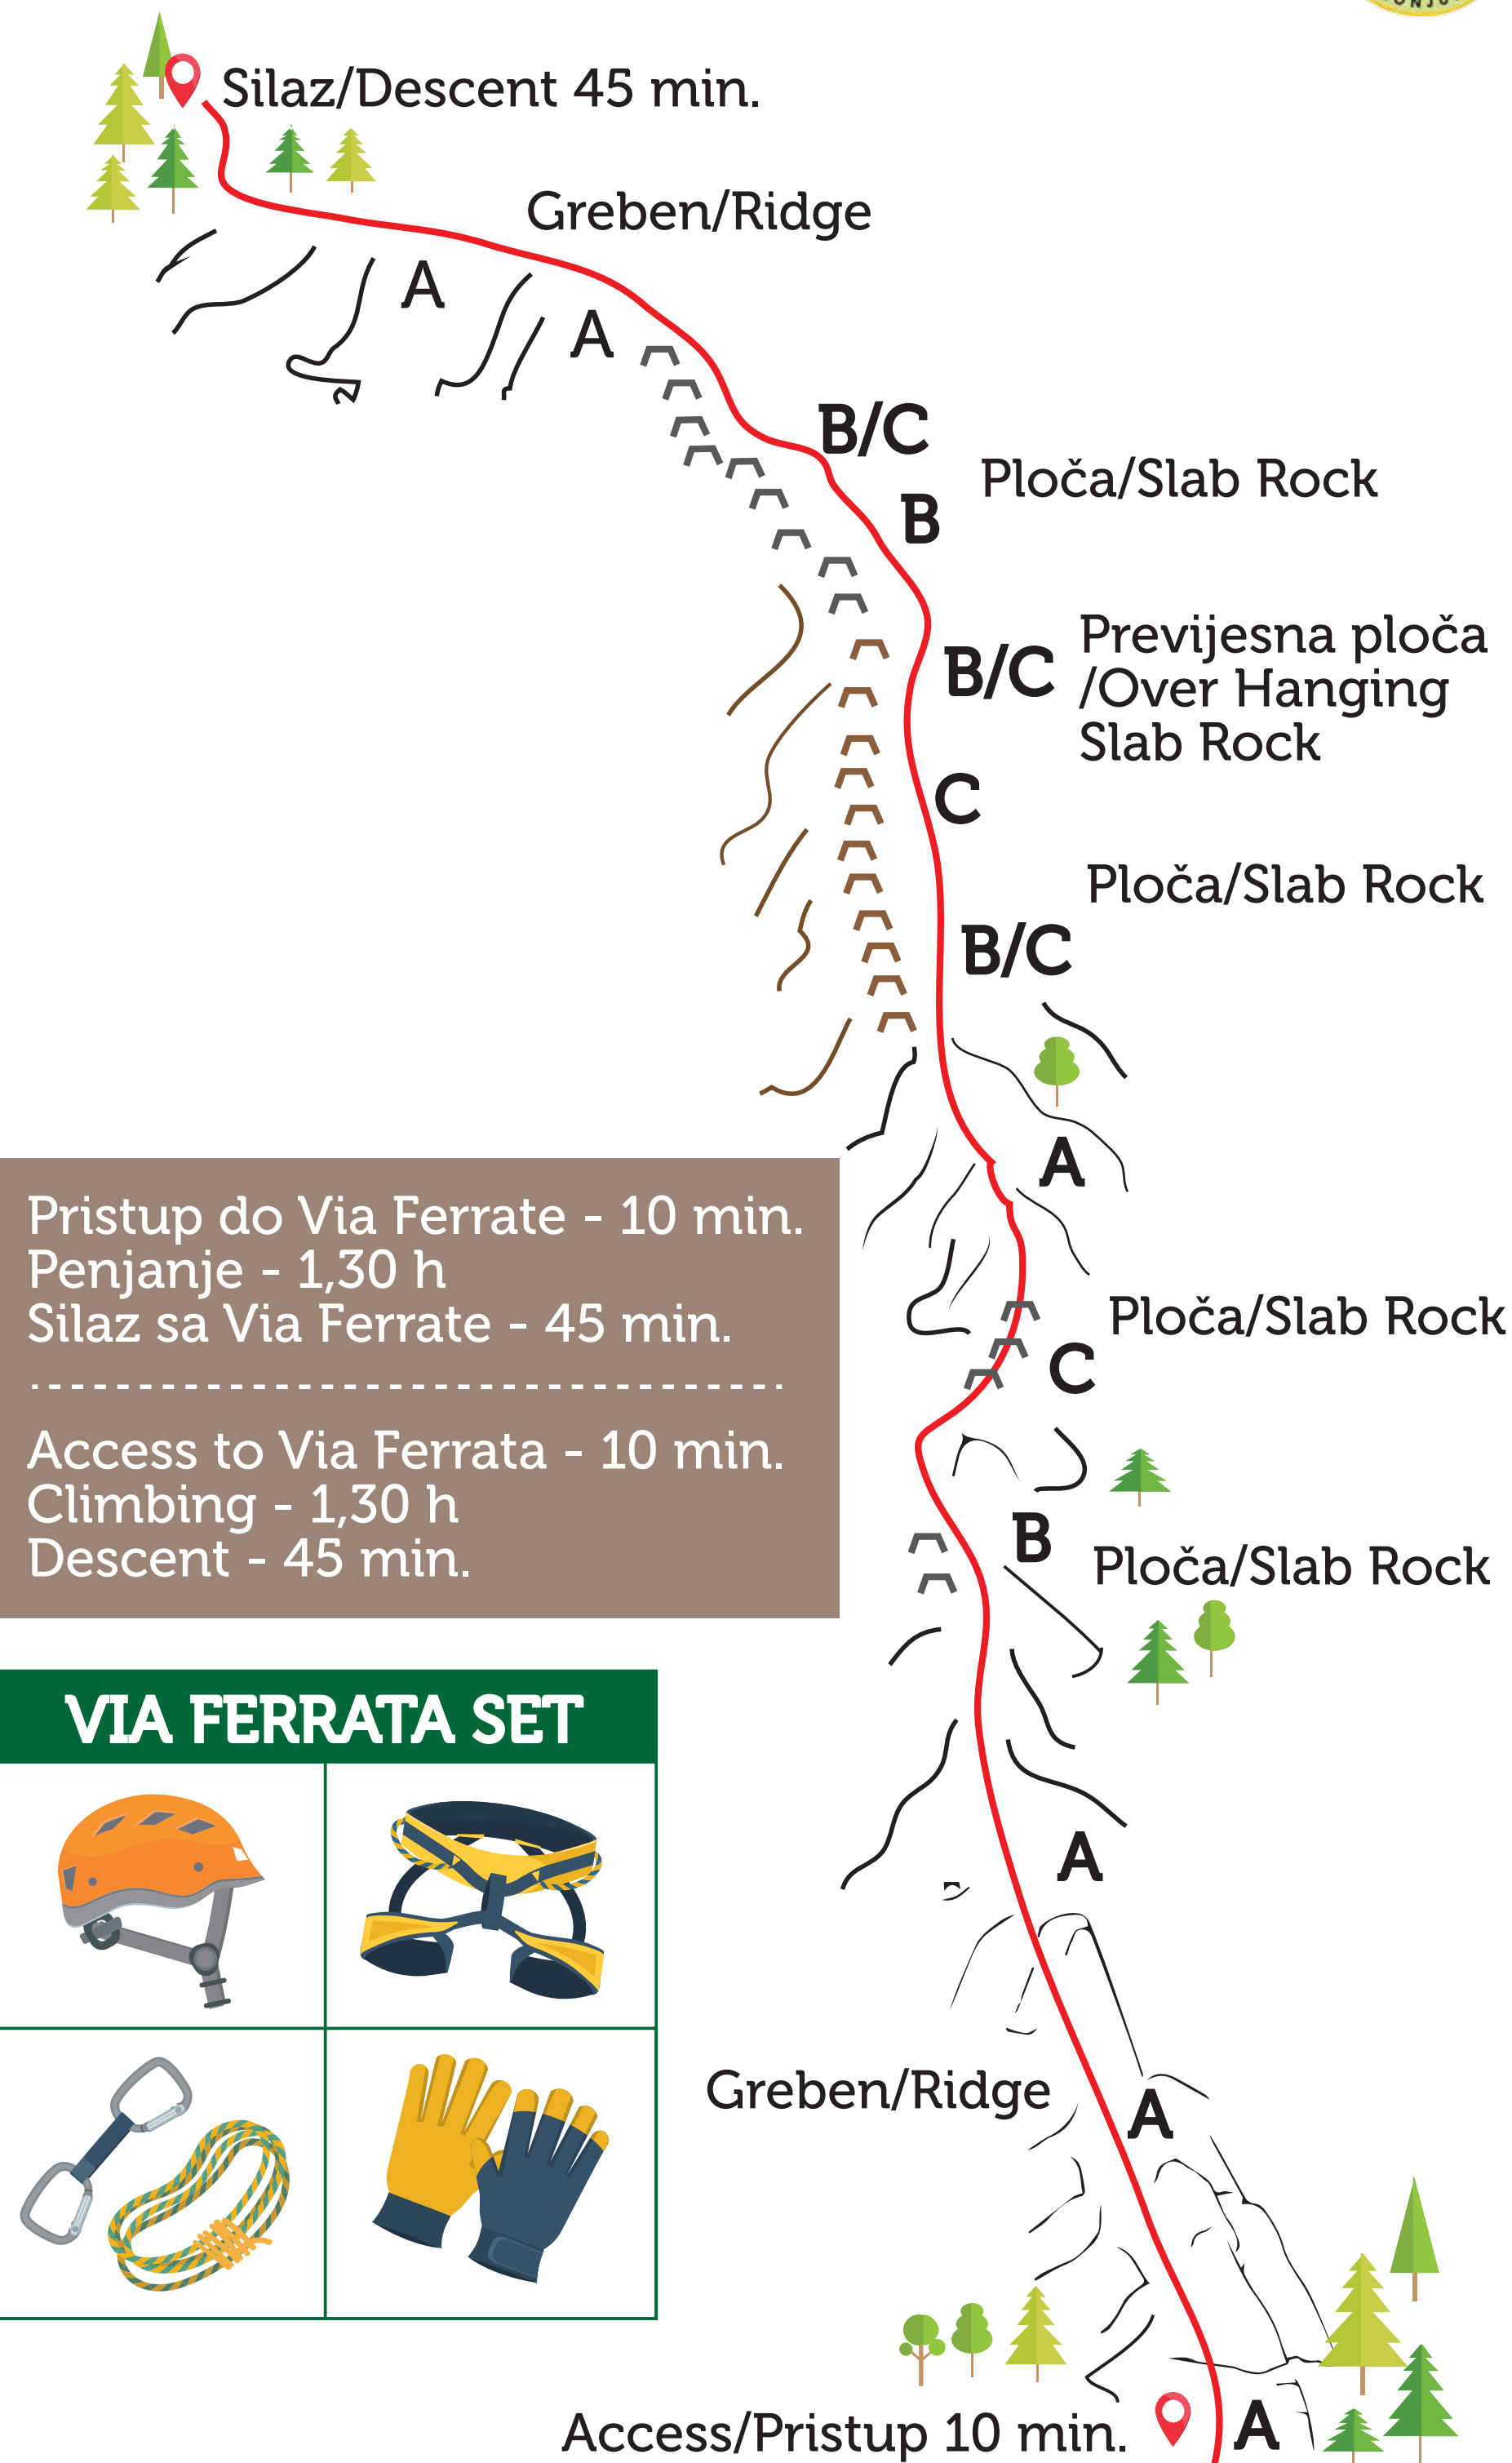 Silaz/Descent 45 min.
Greben/Ridge
A
A
B/C
Ploča/Slab Rock
B
Previjesna ploča
/Over Hanging
Slab Rock
B/C
C
Ploča/Slab Rock
B/C
A
Pristup do Via Ferrate - 10 min.
Penjanje - 1,30 h
Silaz sa Via Ferrate - 45 min.
Access to Via Ferrata - 10 min.
Climbing - 1,30 h
Descent - 45 min.
Ploča/Slab Rock
C
B
Ploča/Slab Rock
VIA FERRATA SET
A
Greben/Ridge
A
Access/Pristup 10 min.
A